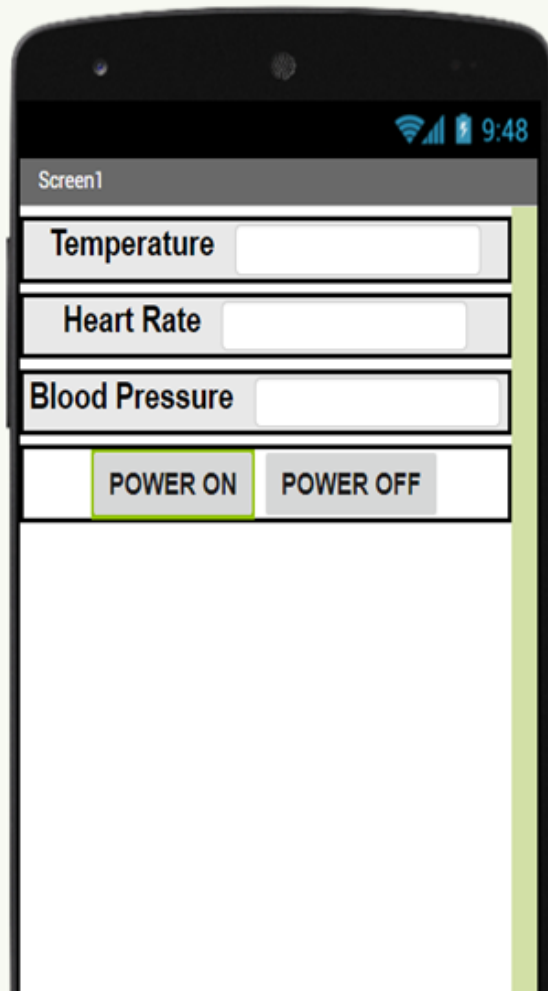 9:48
Screen1
Temperature
Heart Rate
Blood Pressure
POWER ON POWER OFF